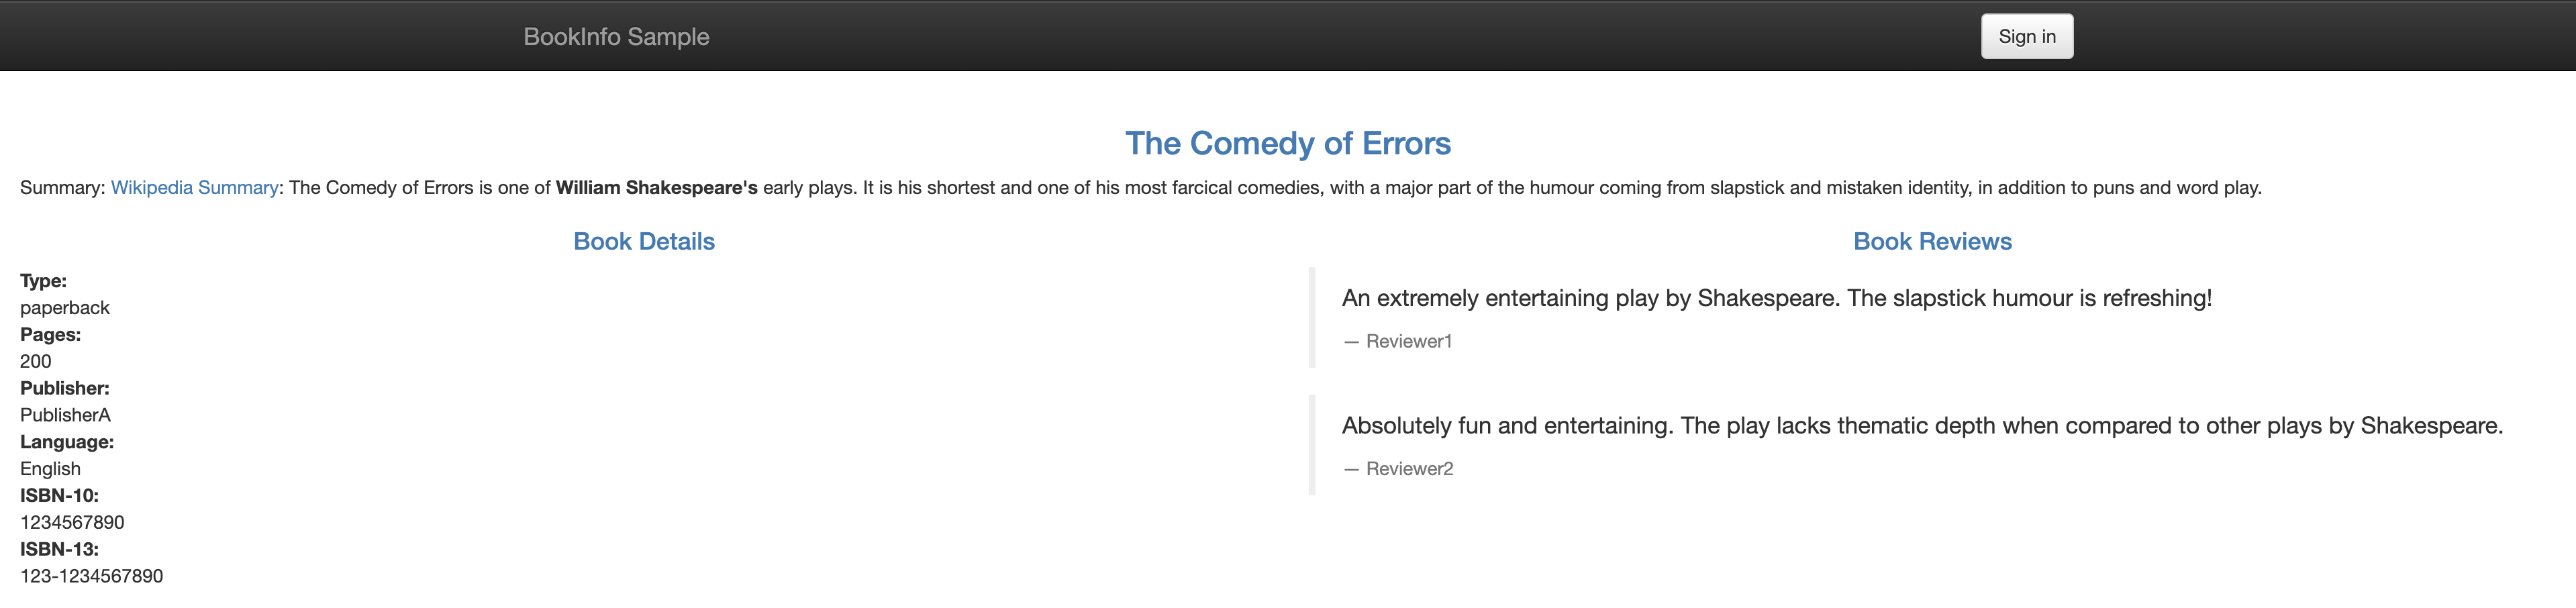 BookInfo Sample
Sign in
The Comedy of Errors
Summary: Wikipedia Summary: The Comedy of Errors is one of William Shakespeare's early plays. It is his shortest and one of his most farcical comedies, with a major part of the humour coming from slapstick and mistaken identity, in addition to puns and word play.
Book Details
Type:
paperback
Pages:
200
Publisher:
PublisherA
Language:
English
ISBN-10:
1234567890
ISBN-13:
123-1234567890
Book Reviews
An extremely entertaining play by Shakespeare. The slapstick humour is refreshing!
— Reviewer1
Absolutely fun and entertaining. The play lacks thematic depth when compared to other plays by Shakespeare.
— Reviewer2